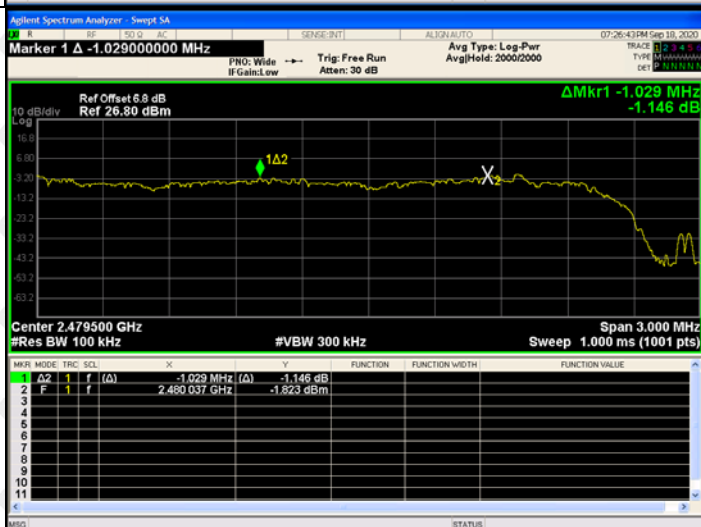 Agilent Spectrum Analyzer - Swept SA
R RF 50 Ω AC SENSE:INT ALIGNAUTO 07:26:43 PM Sep 18, 2020
Marker 1 Δ -1.029000000 MHz
PNO: Wide Trig: Free Run Avg Type: Log-Pwr TRACE 1 2 3 4 5 6
IFGain:Low Atten: 30 dB Avg|Hold: 2000/2000 TYPE M
DET P N N N N N
Ref Offset 6.8 dB ΔMkr1 -1.029 MHz
10 dB/div Ref 26.80 dBm -1.146 dB
Log
16.8
6.80
1Δ2
-3.20
X2
-13.2
-23.2
-33.2
-43.2
-53.2
-63.2
Center 2.479500 GHz Span 3.000 MHz
#Res BW 100 kHz #VBW 300 kHz Sweep 1.000 ms (1001 pts)
MKR MODE TRC SCL X Y FUNCTION FUNCTION WIDTH FUNCTION VALUE
1 Δ2 1 f (Δ) -1.029 MHz (Δ) -1.146 dB
2 F 1 f 2.480 037 GHz -1.823 dBm
3
4
5
6
7
8
9
10
11
MSG STATUS